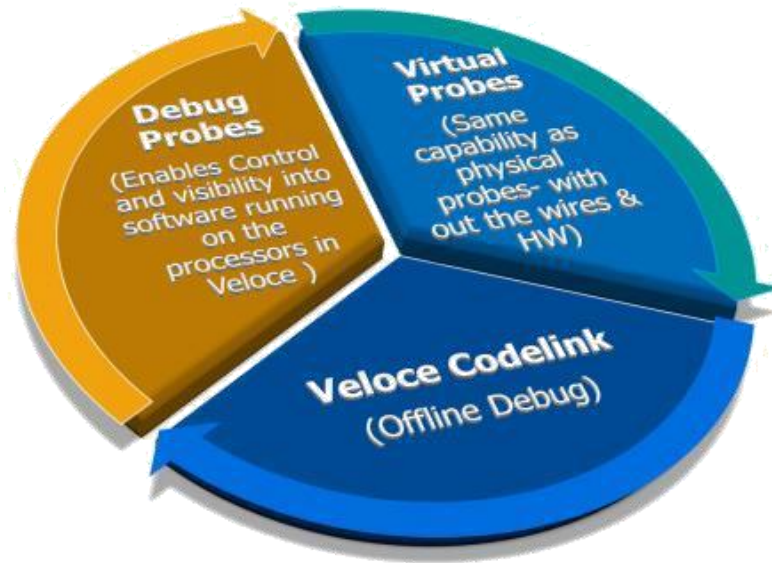 Debug
Probes
(Enables Control
and visibility into
software running
on the
processors in
Veloce )
Virtual
Probes
(Same
capability as
physical
probes- with
out the wires &
HW)
Veloce Codelink
(Offline Debug)